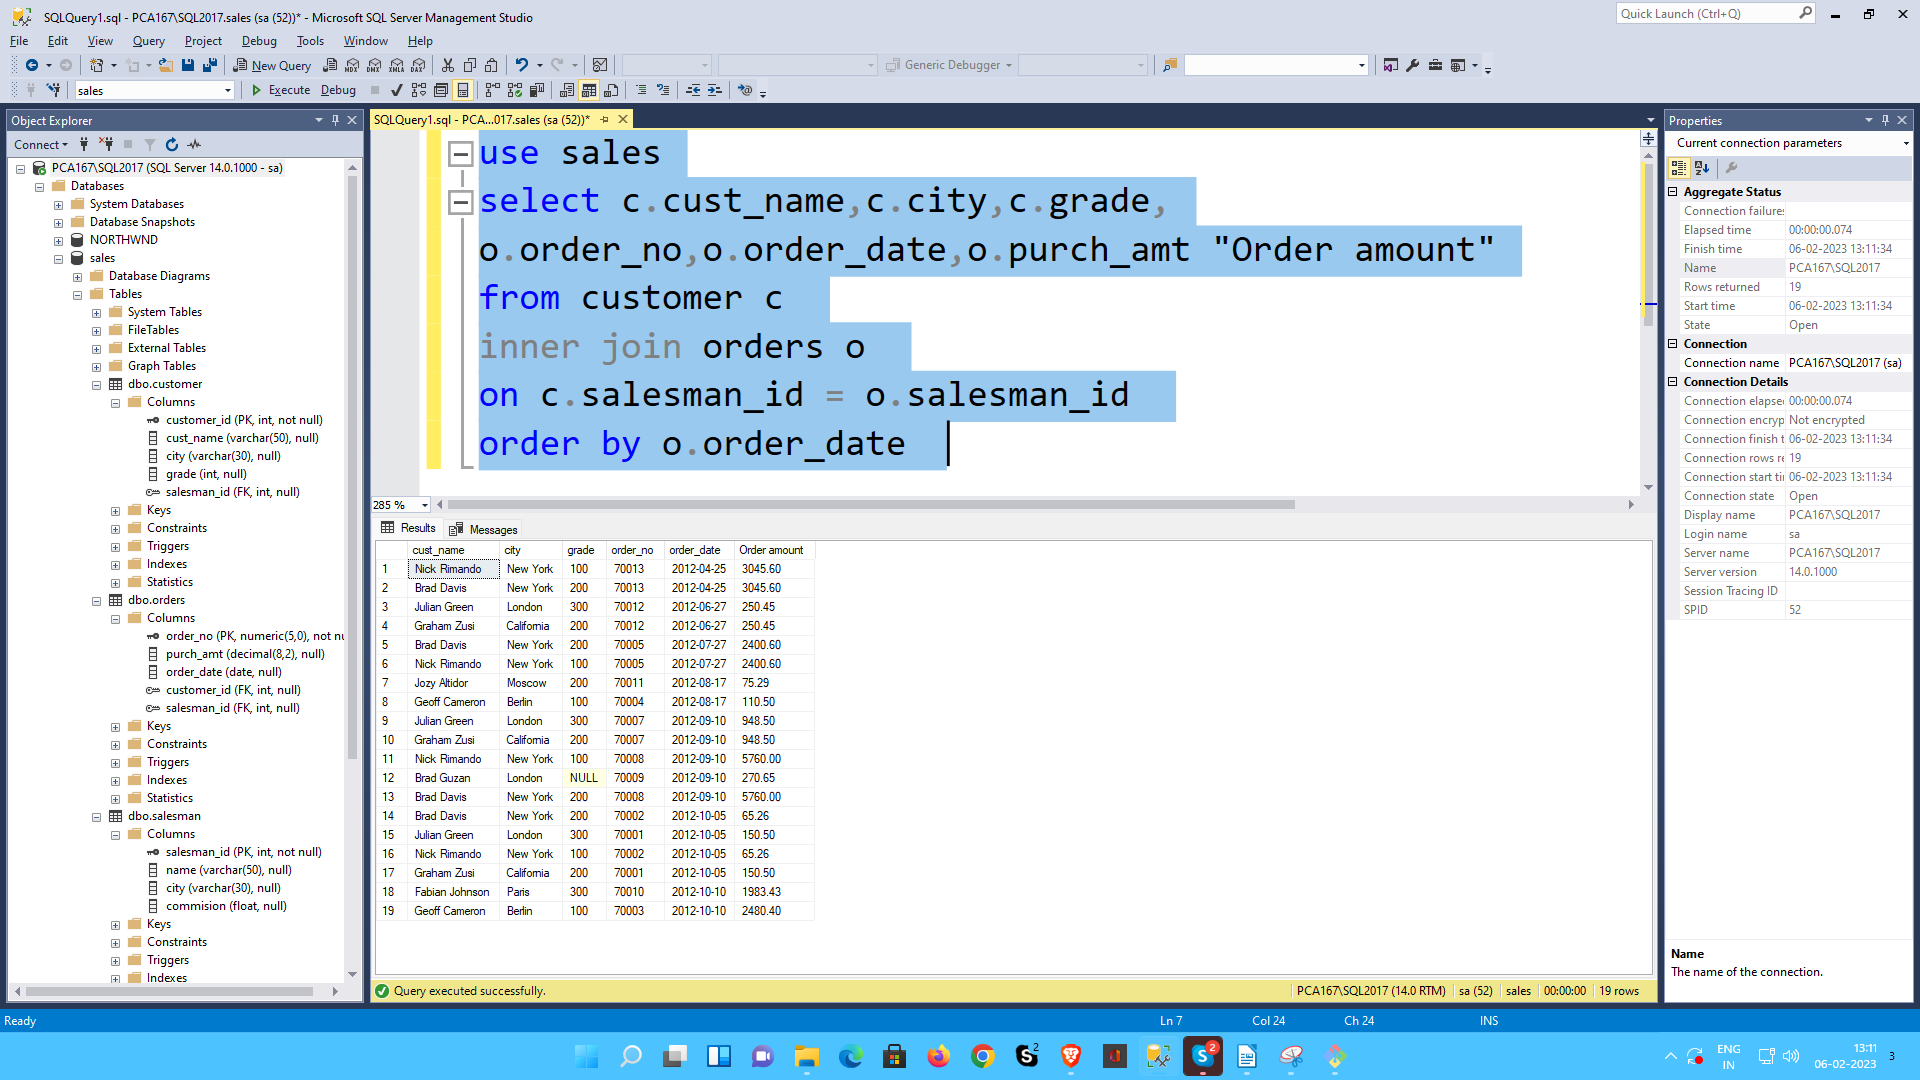 SQLQuery1.sql - PCA167\SQL2017.sales (sa (52))* - Microsoft SQL Server Management Studio
Quick Launch (Ctrl+Q)
File Edit View Query Project Debug Tools Window Help
New Query
MDX DMX XMLA DAX
Generic Debugger
sales
Execute Debug
Object Explorer
Connect
PCA167\SQL2017 (SQL Server 14.0.1000 - sa)
Databases
System Databases
Database Snapshots
NORTHWND
sales
Database Diagrams
Tables
System Tables
FileTables
External Tables
Graph Tables
dbo.customer
Columns
customer_id (PK, int, not null)
cust_name (varchar(50), null)
city (varchar(30), null)
grade (int, null)
salesman_id (FK, int, null)
Keys
Constraints
Triggers
Indexes
Statistics
dbo.orders
Columns
order_no (PK, numeric(5,0), not nu
purch_amt (decimal(8,2), null)
order_date (date, null)
customer_id (FK, int, null)
salesman_id (FK, int, null)
Keys
Constraints
Triggers
Indexes
Statistics
dbo.salesman
Columns
salesman_id (PK, int, not null)
name (varchar(50), null)
city (varchar(30), null)
commision (float, null)
Keys
Constraints
Triggers
Indexes
SQLQuery1.sql - PCA...017.sales (sa (52))*
use sales
select c.cust_name,c.city,c.grade,
o.order_no,o.order_date,o.purch_amt "Order amount"
from customer c
inner join orders o
on c.salesman_id = o.salesman_id
order by o.order_date
285 %
Results Messages
cust_name city grade order_no order_date Order amount
1 Nick Rimando New York 100 70013 2012-04-25 3045.60
2 Brad Davis New York 200 70013 2012-04-25 3045.60
3 Julian Green London 300 70012 2012-06-27 250.45
4 Graham Zusi California 200 70012 2012-06-27 250.45
5 Brad Davis New York 200 70005 2012-07-27 2400.60
6 Nick Rimando New York 100 70005 2012-07-27 2400.60
7 Jozy Altidor Moscow 200 70011 2012-08-17 75.29
8 Geoff Cameron Berlin 100 70004 2012-08-17 110.50
9 Julian Green London 300 70007 2012-09-10 948.50
10 Graham Zusi California 200 70007 2012-09-10 948.50
11 Nick Rimando New York 100 70008 2012-09-10 5760.00
12 Brad Guzan London NULL 70009 2012-09-10 270.65
13 Brad Davis New York 200 70008 2012-09-10 5760.00
14 Brad Davis New York 200 70002 2012-10-05 65.26
15 Julian Green London 300 70001 2012-10-05 150.50
16 Nick Rimando New York 100 70002 2012-10-05 65.26
17 Graham Zusi California 200 70001 2012-10-05 150.50
18 Fabian Johnson Paris 300 70010 2012-10-10 1983.43
19 Geoff Cameron Berlin 100 70003 2012-10-10 2480.40
Query executed successfully.
PCA167\SQL2017 (14.0 RTM) sa (52) sales 00:00:00 19 rows
Properties
Current connection parameters
Aggregate Status
Connection failures
Elapsed time 00:00:00.074
Finish time 06-02-2023 13:11:34
Name PCA167\SQL2017
Rows returned 19
Start time 06-02-2023 13:11:34
State Open
Connection
Connection name PCA167\SQL2017 (sa)
Connection Details
Connection elapse 00:00:00.074
Connection encryp Not encrypted
Connection finish t 06-02-2023 13:11:34
Connection rows re 19
Connection start ti 06-02-2023 13:11:34
Connection state Open
Display name PCA167\SQL2017
Login name sa
Server name PCA167\SQL2017
Server version 14.0.1000
Session Tracing ID
SPID 52
Name
The name of the connection.
Ready Ln 7 Col 24 Ch 24 INS
ENG
IN
13:11
06-02-2023
3